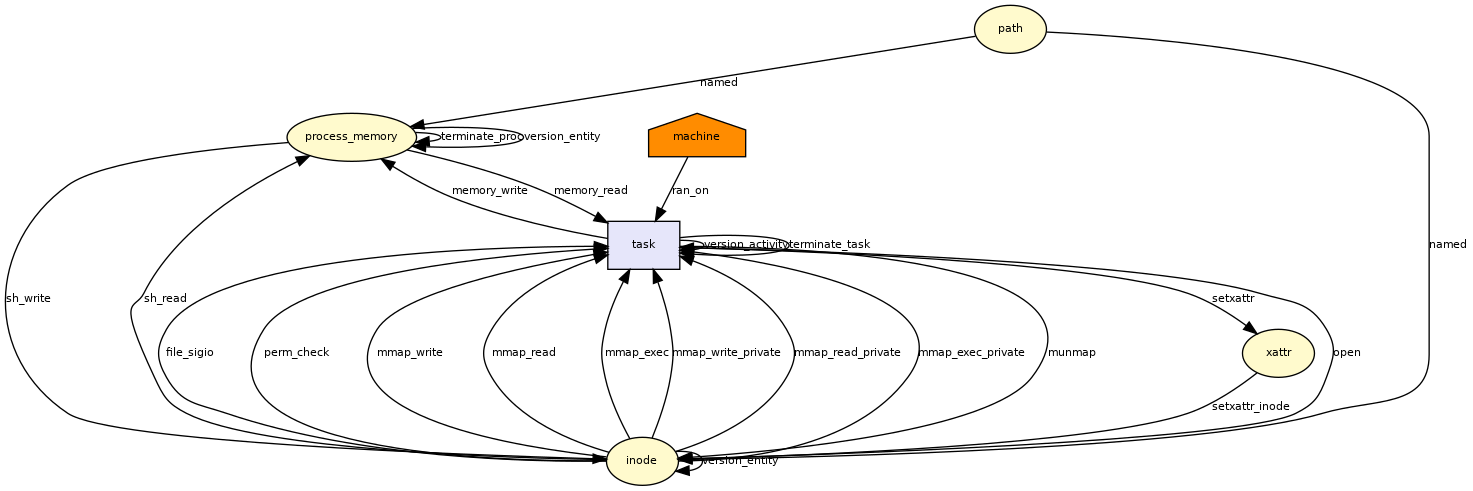 path
named
process_memory
terminate_proc
version_entity
machine
memory_write
memory_read
ran_on
task
version_activity
terminate_task
named
sh_write
sh_read
setxattr
file_sigio
perm_check
mmap_write
mmap_read
mmap_exec
mmap_write_private
mmap_read_private
mmap_exec_private
munmap
xattr
open
setxattr_inode
inode
version_entity